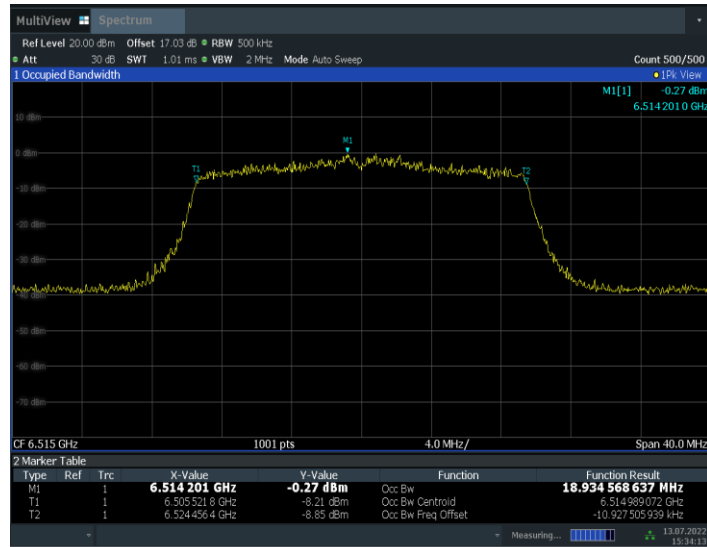 MultiView Spectrum
Ref Level 20.00 dBm Offset 17.03 dB RBW 500 kHz
Att 30 dB SWT 1.01 ms VBW 2 MHz Mode Auto Sweep Count 500/500
1 Occupied Bandwidth 1Pk View
M1[1] -0.27 dBm
6.514 201 0 GHz
10 dBm
M1
0 dBm
T1
T2
-10 dBm
-20 dBm
-30 dBm
-40 dBm
-50 dBm
-60 dBm
-70 dBm
CF 6.515 GHz 1001 pts 4.0 MHz/ Span 40.0 MHz
2 Marker Table
Type Ref Trc X-Value Y-Value Function Function Result
M1 1 6.514 201 GHz -0.27 dBm Occ Bw 18.934 568 637 MHz
T1 1 6.505 521 8 GHz -8.21 dBm Occ Bw Centroid 6.514 989 072 GHz
T2 1 6.524 456 4 GHz -8.85 dBm Occ Bw Freq Offset -10.927 505 939 kHz
Measuring... 13.07.2022
15:34:13